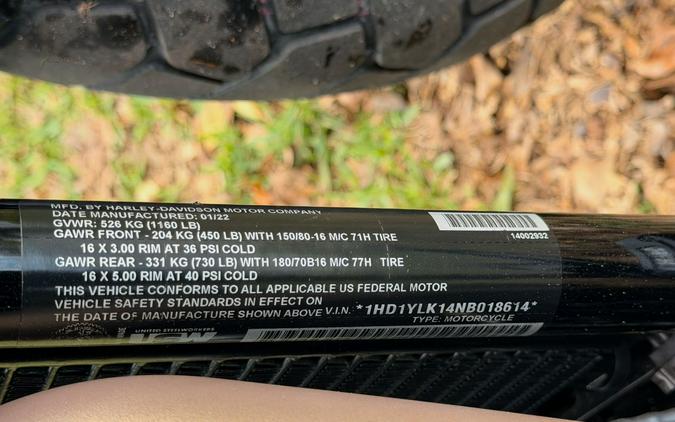 MFD. BY HARLEY-DAVIDSON MOTOR COMPANY
DATE MANUFACTURED: 01/22
GVWR: 526 KG (1160 LB)
GAWR FRONT - 204 KG (450 LB) WITH 150/80-16 M/C 71H TIRE
16 X 3.00 RIM AT 36 PSI COLD
GAWR REAR - 331 KG (730 LB) WITH 180/70B16 M/C 77H TIRE
16 X 5.00 RIM AT 40 PSI COLD
THIS VEHICLE CONFORMS TO ALL APPLICABLE US FEDERAL MOTOR
VEHICLE SAFETY STANDARDS IN EFFECT ON
THE DATE OF MANUFACTURE SHOWN ABOVE V.I.N. *1HD1YLK14NB018614*
TYPE: MOTORCYCLE
14002932
UNITED STEELWORKERS